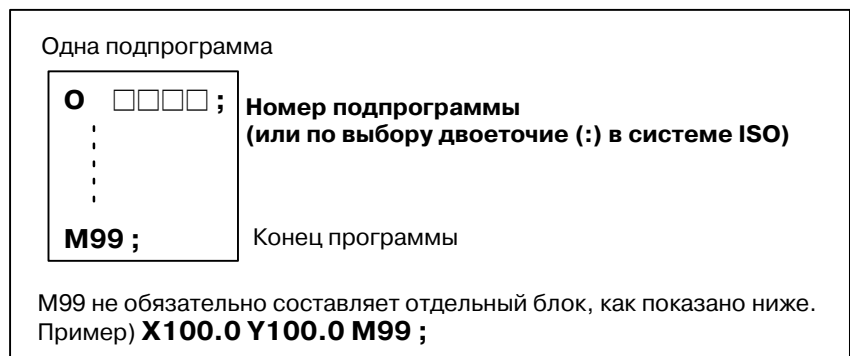 Одна подпрограмма
O □□□□ ;
Номер подпрограммы
(или по выбору двоеточие (:) в системе ISO)
M99 ;
Конец программы
M99 не обязательно составляет отдельный блок, как показано ниже.
Пример) X100.0 Y100.0 M99 ;